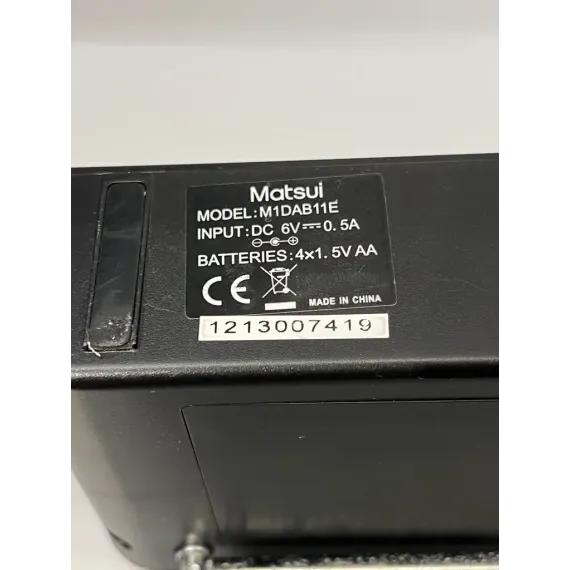 Matsui
MODEL:M1DAB11E
INPUT:DC 6V⎓0.5A
BATTERIES:4x1.5V AA
CE
MADE IN CHINA
1213007419